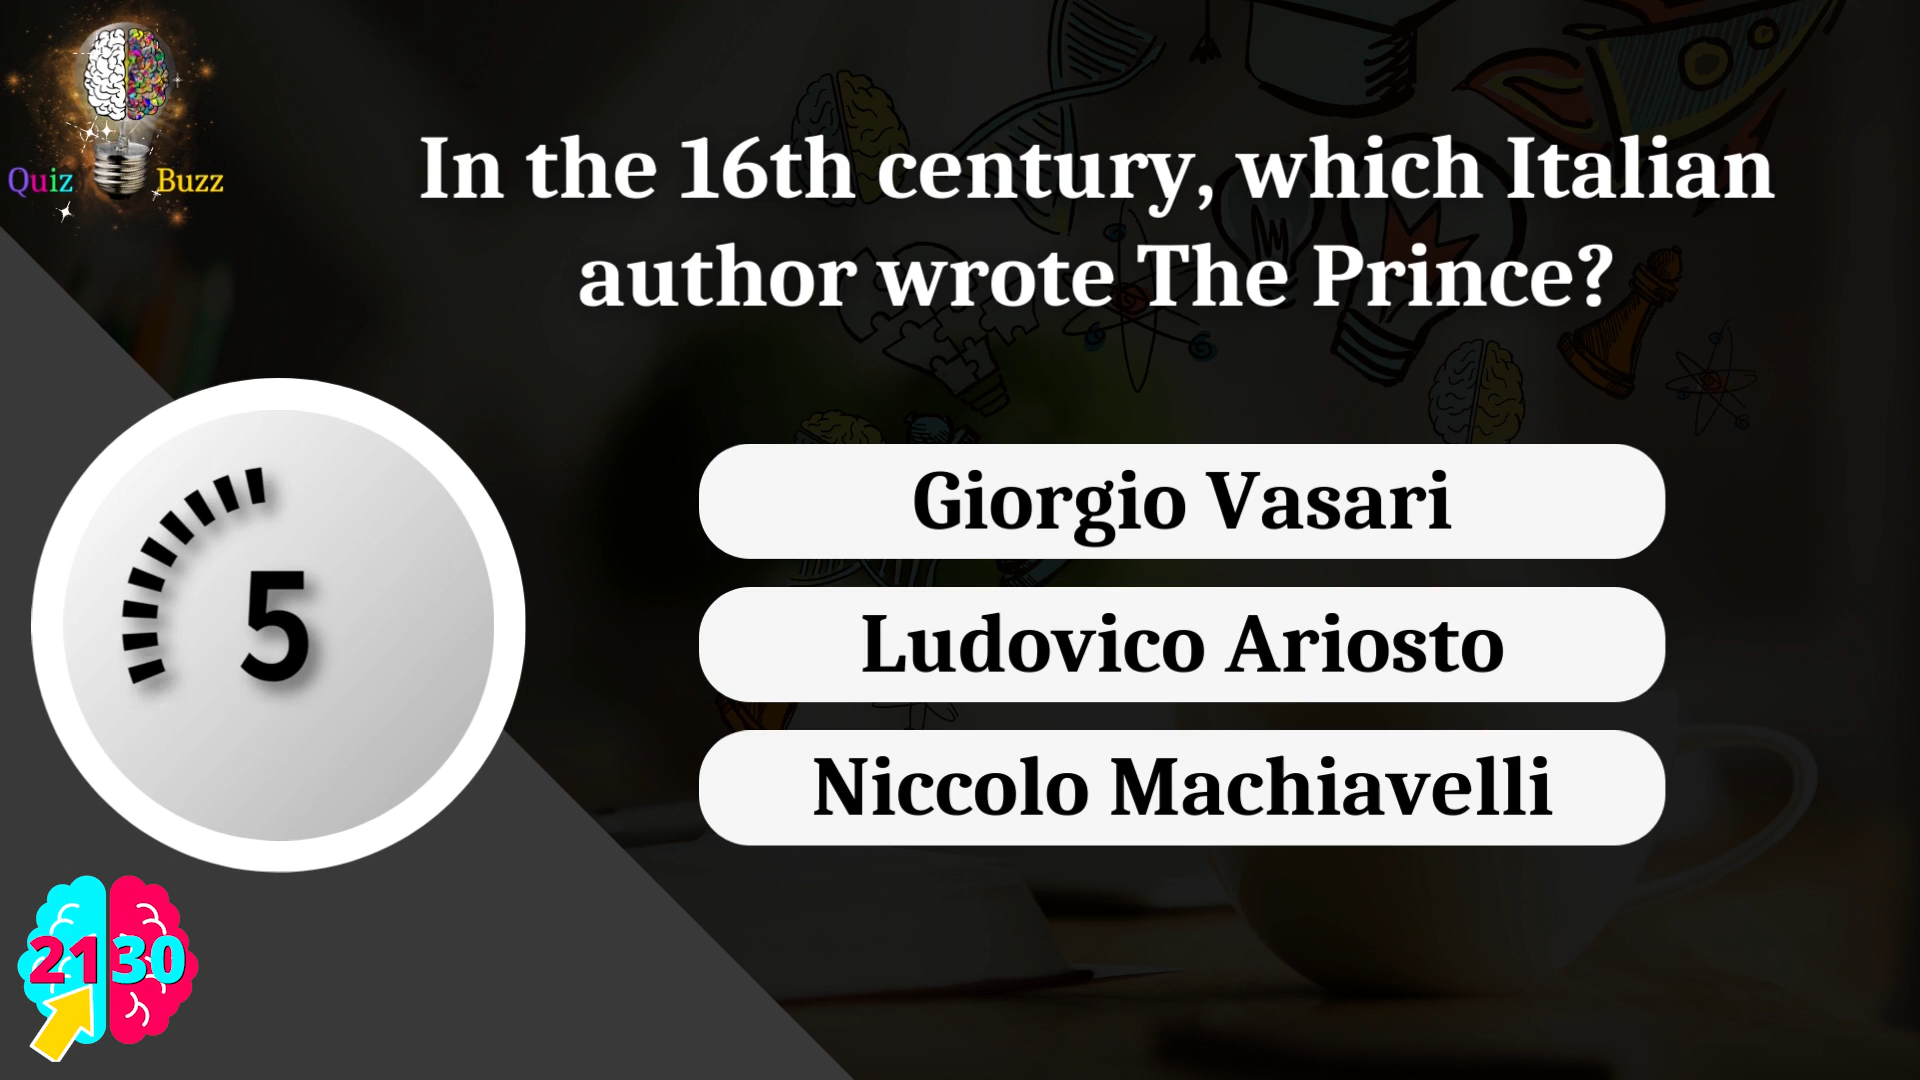 Quiz Buzz
In the 16th century, which Italian
author wrote The Prince?
5
Giorgio Vasari
Ludovico Ariosto
Niccolo Machiavelli
21 30